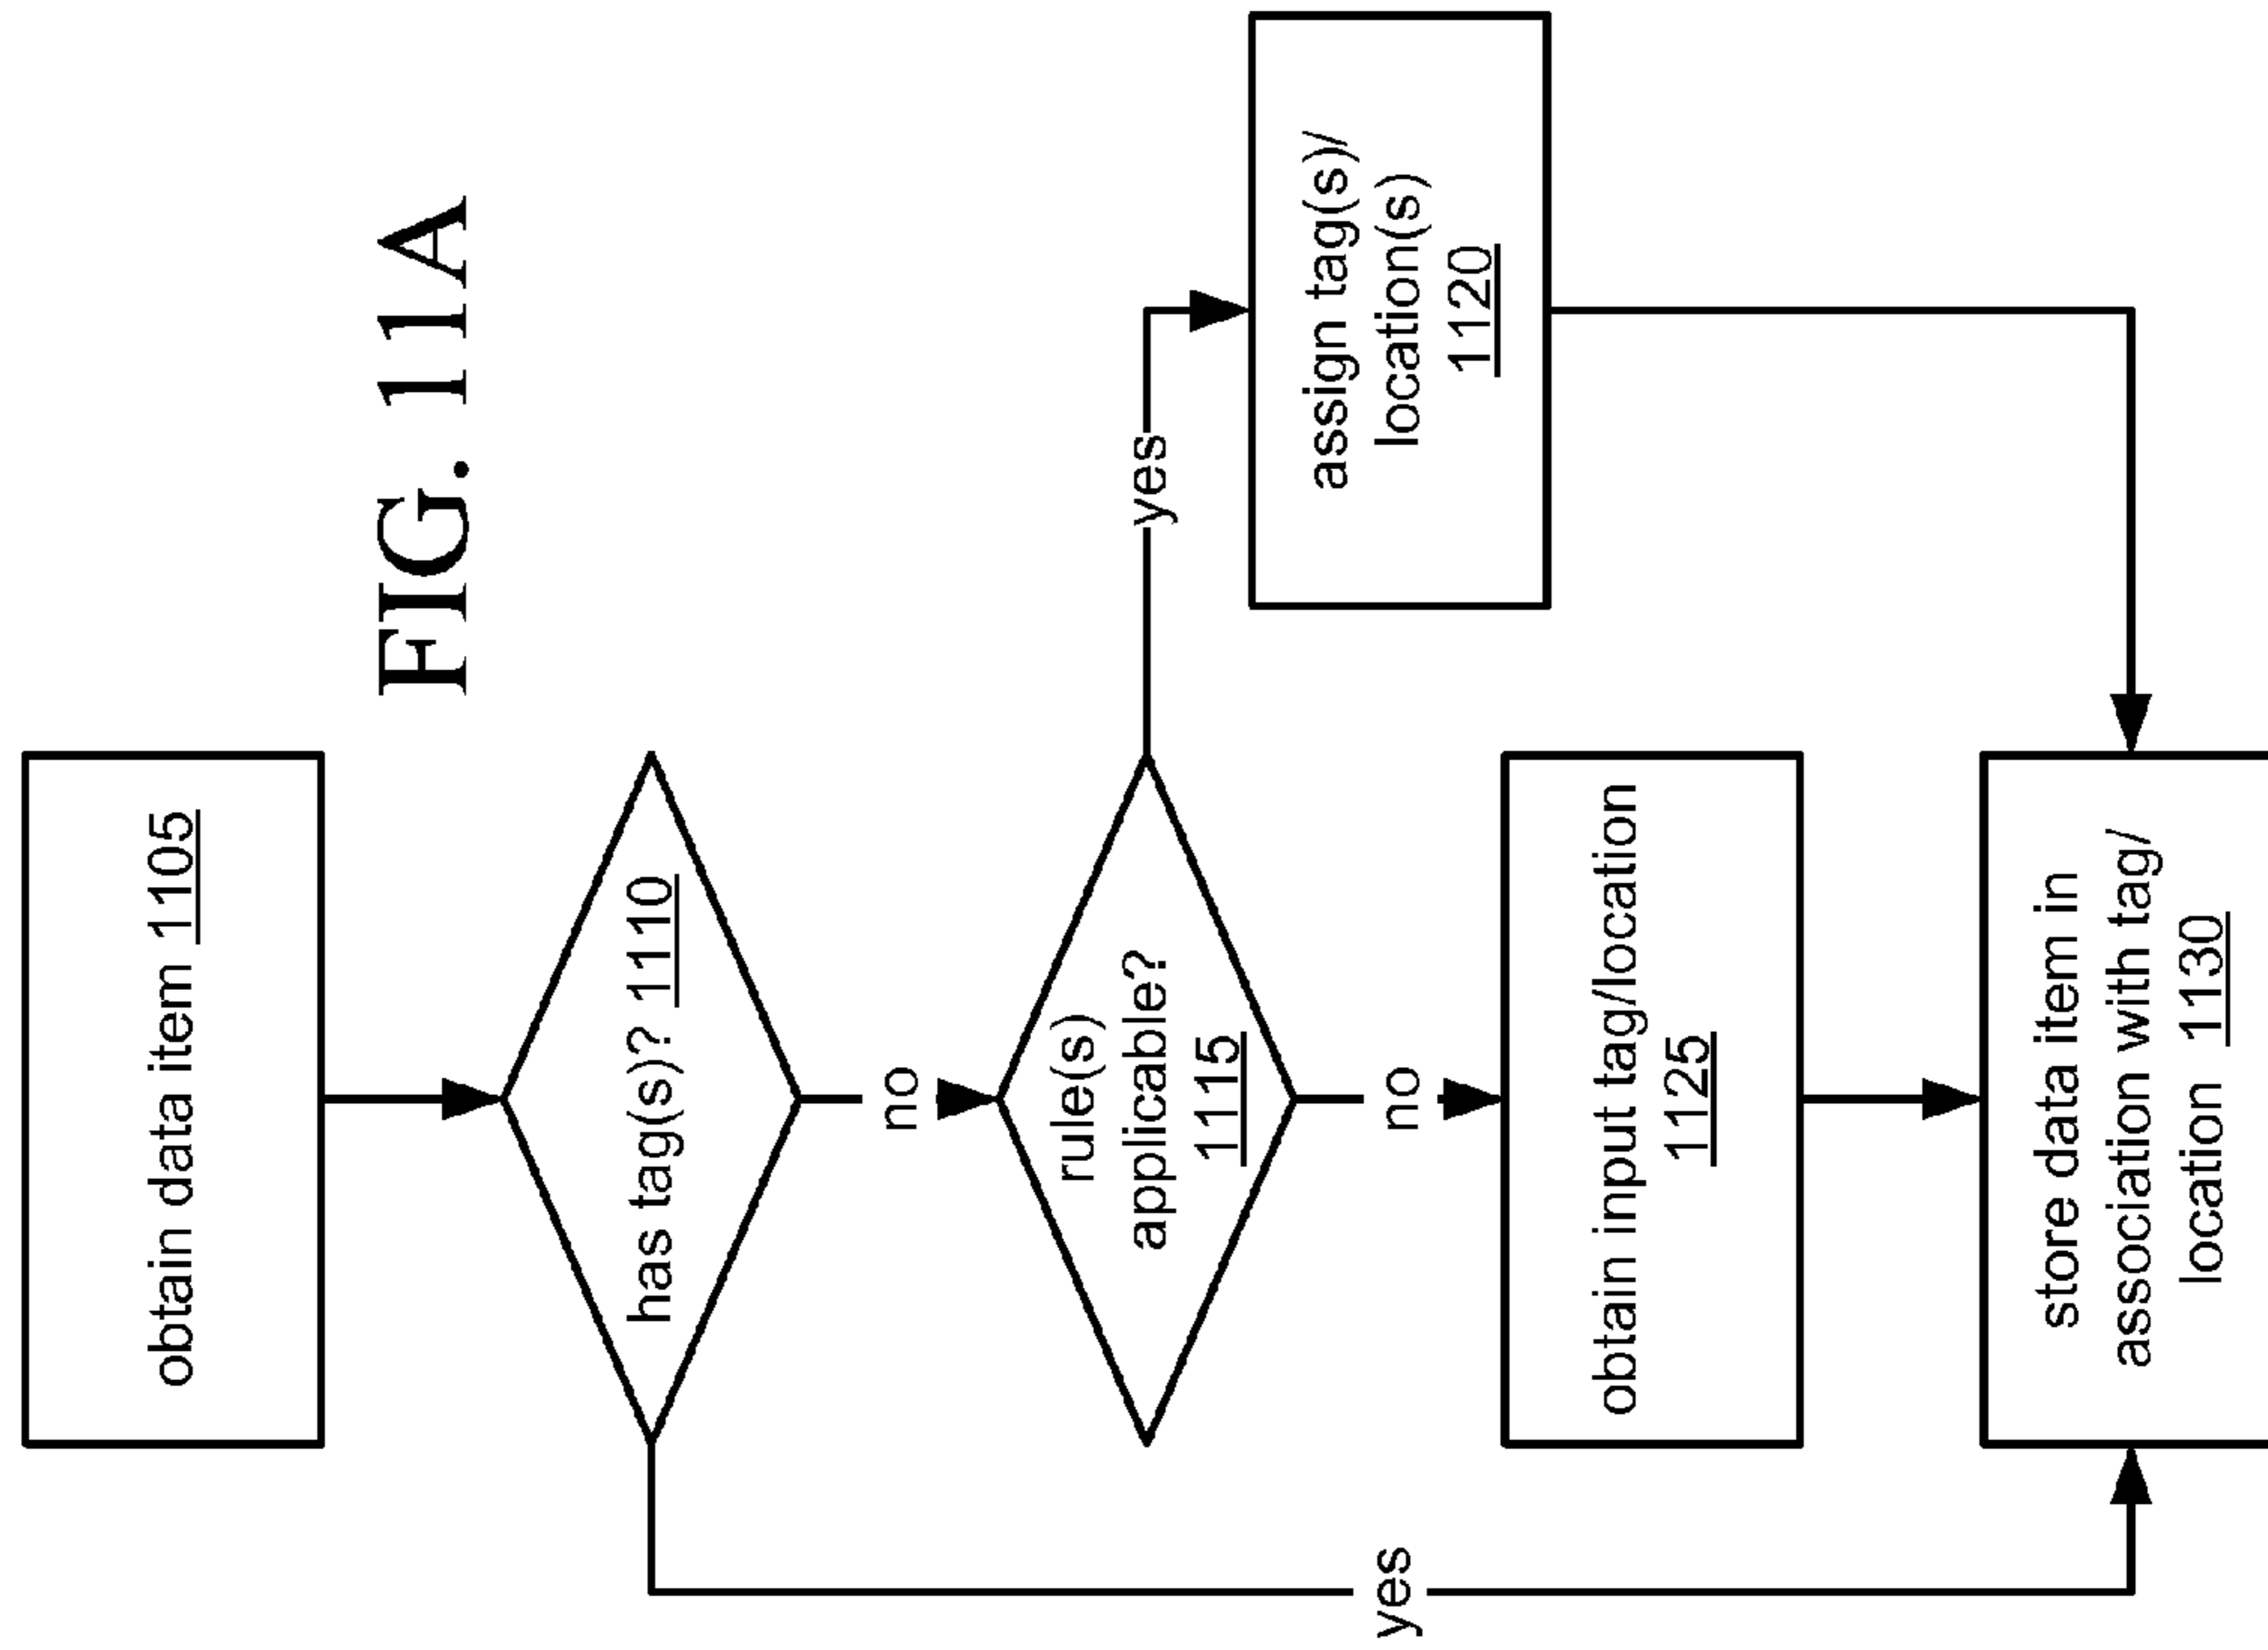 FIG. 11A
obtain data item 1105
has tag(s)? 1110
no
yes
rule(s)
applicable?
1115
yes
assign tag(s)/
location(s)
1120
no
obtain input tag/location
1125
store data item in
association with tag/
location 1130